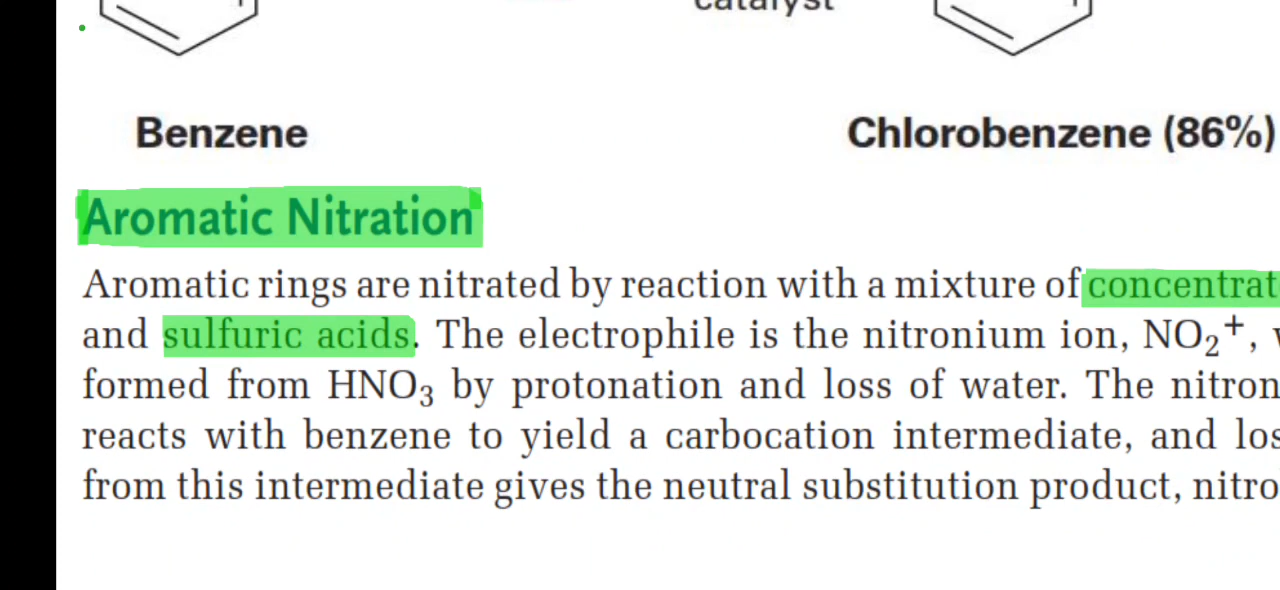 catalyst
Benzene
Chlorobenzene (86%)
Aromatic Nitration
Aromatic rings are nitrated by reaction with a mixture of concentrat
and sulfuric acids. The electrophile is the nitronium ion, NO₂⁺,
formed from HNO₃ by protonation and loss of water. The nitron
reacts with benzene to yield a carbocation intermediate, and los
from this intermediate gives the neutral substitution product, nitro